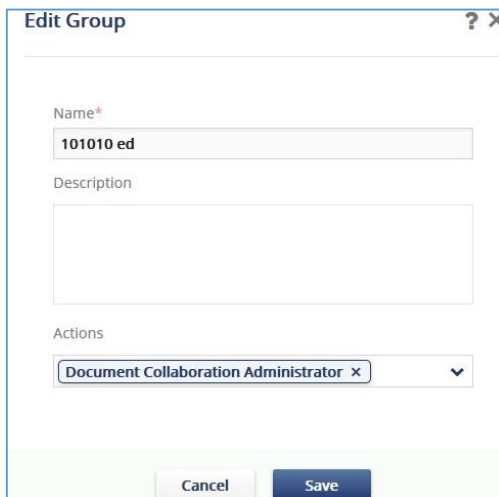 Edit Group ? ×
Name*
101010 ed
Description
Actions
Document Collaboration Administrator ×
Cancel Save